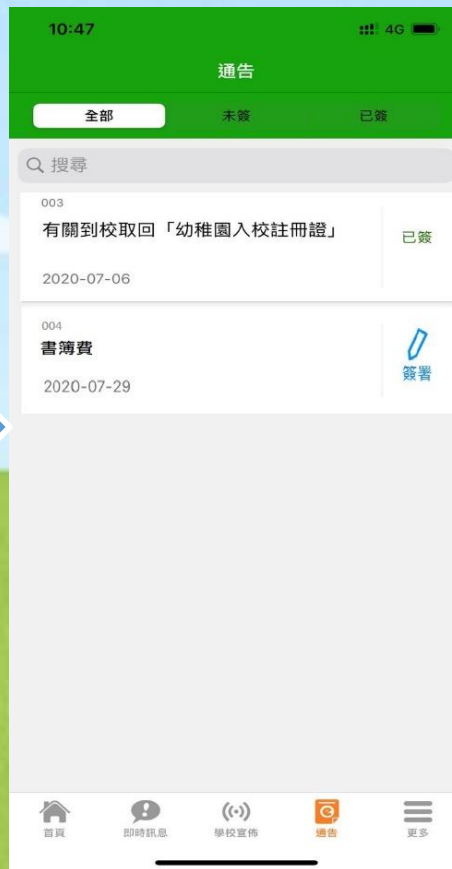 10:47
4G
通告
全部 未簽 已簽
搜尋
003
有關到校取回「幼稚園入校註冊證」
已簽
2020-07-06
004
書簿費
簽署
2020-07-29
首頁 即時訊息 學校宣佈 通告 更多